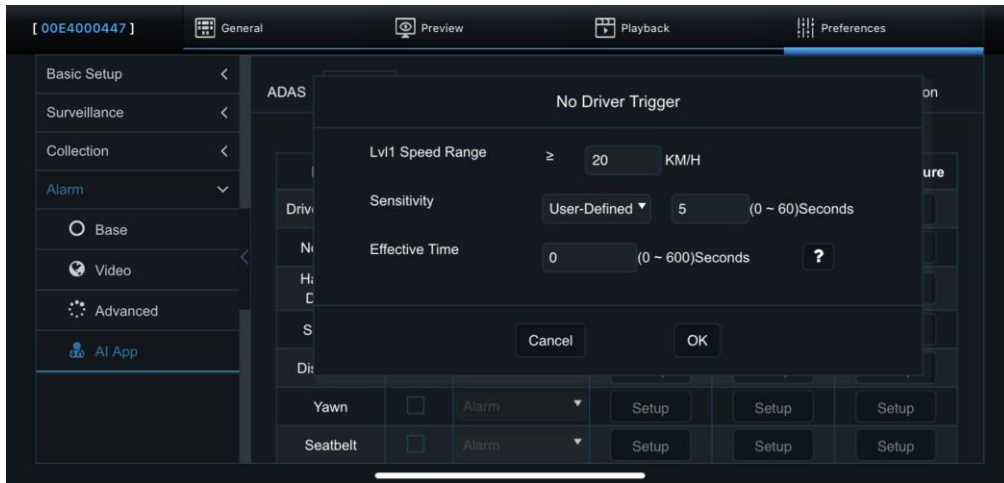 [ 00E4000447 ] General Preview Playback Preferences
Basic Setup
Surveillance
Collection
Alarm
Base
Video
Advanced
AI App
ADAS
No Driver Trigger
Lvl1 Speed Range ≥ 20 KM/H
Sensitivity User-Defined 5 (0 ~ 60)Seconds
Effective Time 0 (0 ~ 600)Seconds ?
Cancel OK
Yawn Alarm Setup Setup Setup
Seatbelt Alarm Setup Setup Setup